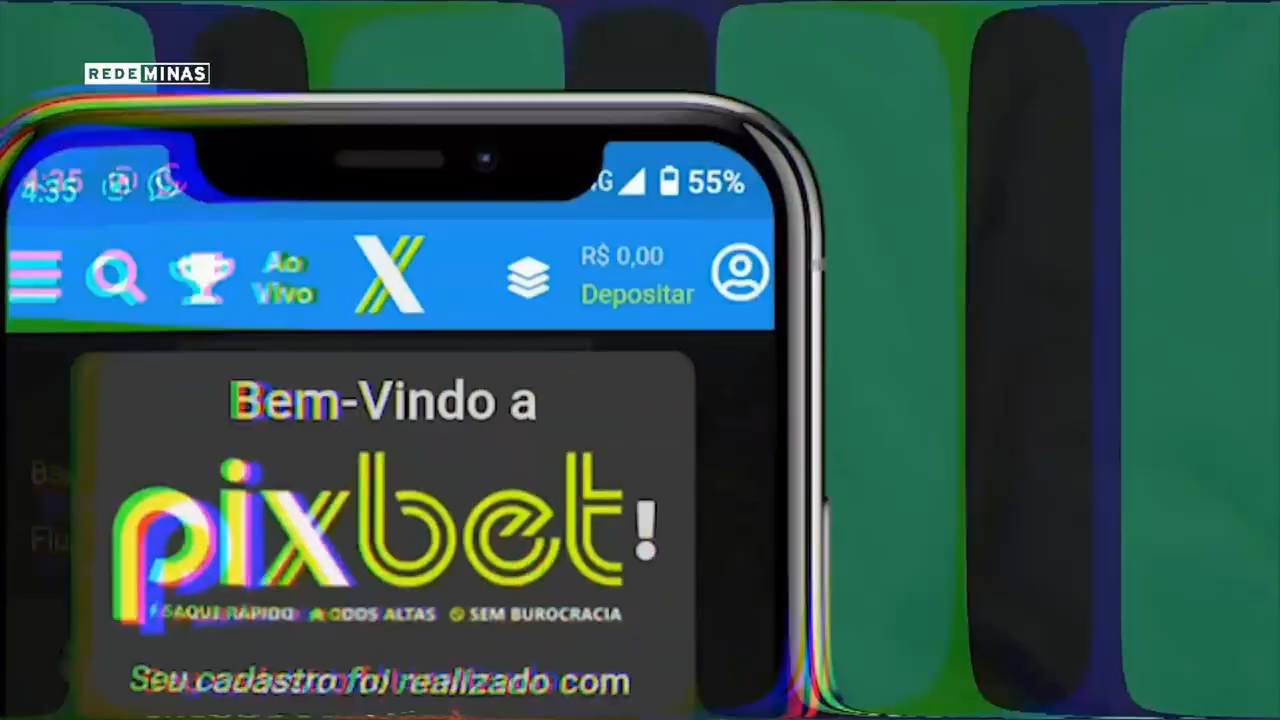 REDE MINAS
4:35
G 55%
Ao
Vivo
R$ 0,00
Depositar
Bem-Vindo a
pixbet!
SAQUE RÁPIDO ODDS ALTAS SEM BUROCRACIA
Seu cadastro foi realizado com